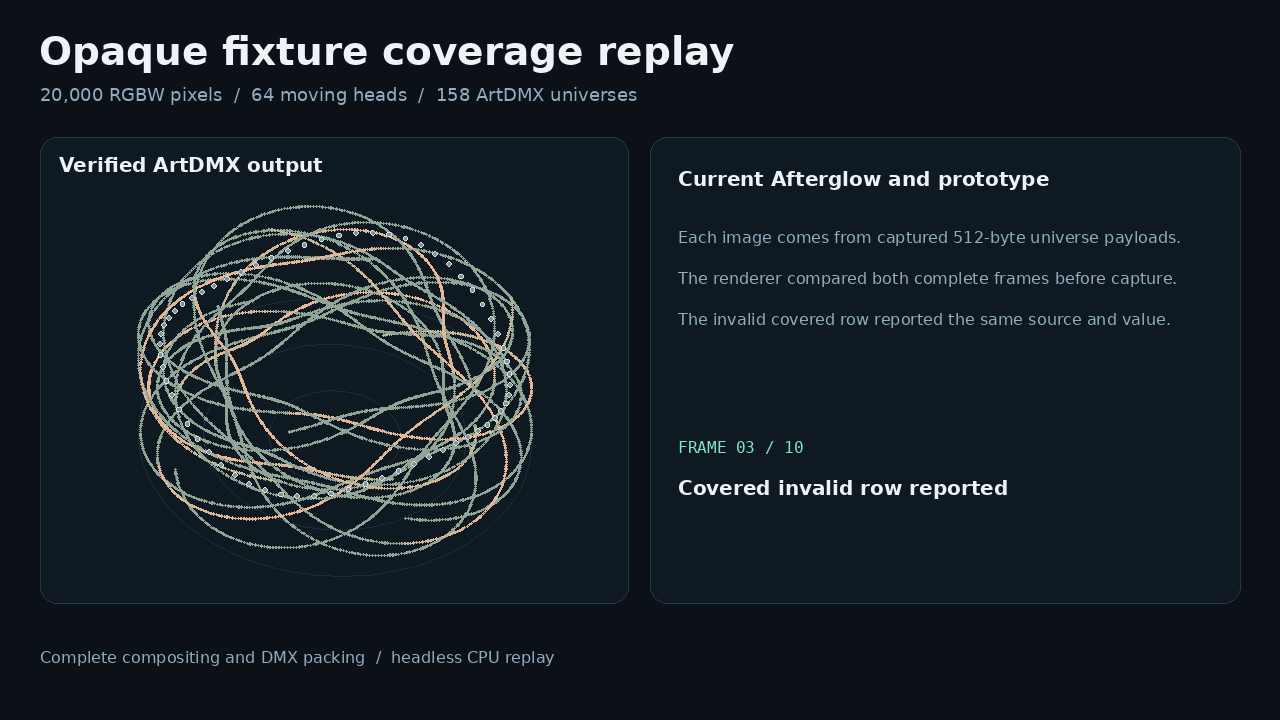 Opaque fixture coverage replay
20,000 RGBW pixels / 64 moving heads / 158 ArtDMX universes
Verified ArtDMX output
Current Afterglow and prototype
Each image comes from captured 512-byte universe payloads.
The renderer compared both complete frames before capture.
The invalid covered row reported the same source and value.
FRAME 03 / 10
Covered invalid row reported
Complete compositing and DMX packing / headless CPU replay